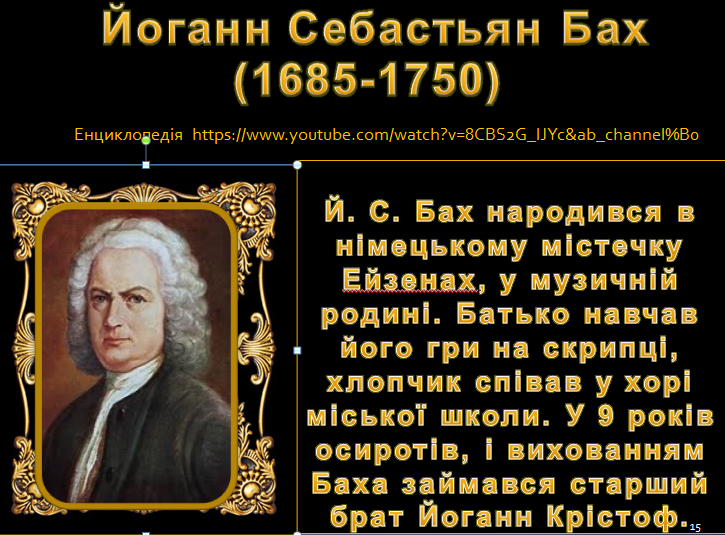 Йоганн Себастьян Бах
(1685-1750)
Енциклопедія https://www.youtube.com/watch?v=8CBS2G_IJYc&ab_channel%B0
Й. С. Бах народився в
німецькому містечку
Ейзенах, у музичній
родині. Батько навчав
його гри на скрипці,
хлопчик співав у хорі
міської школи. У 9 років
осиротів, і вихованням
Баха займався старший
брат Йоганн Крістоф.
15